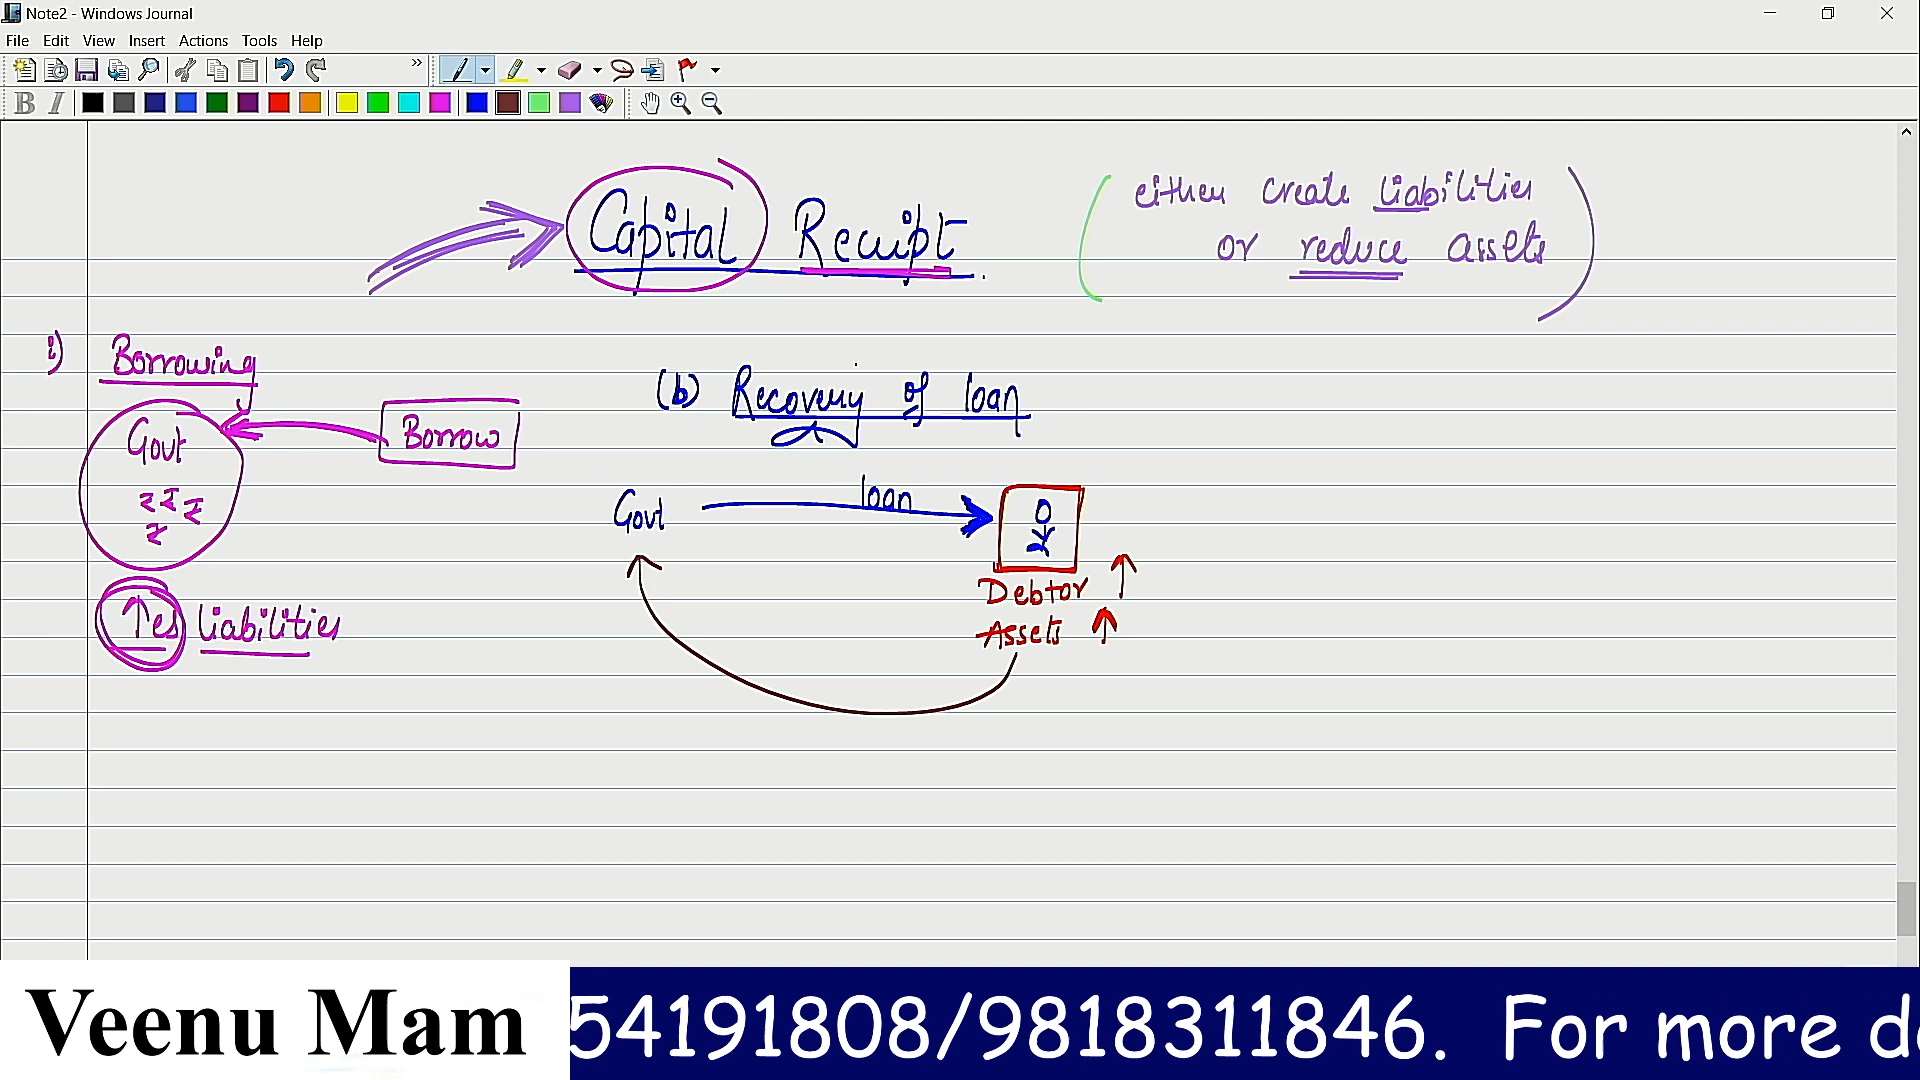 Note2 - Windows Journal
File Edit View Insert Actions Tools Help
B I
Capital Receipt.
(either create liabilities
or reduce assets)
i) Borrowing
Govt
Borrow
₹ ₹ ₹
₹
↑es liabilities
(b) Recovery of loan
Govt loan
Debtor ↑
Assets ↑
Veenu Mam
54191808/9818311846. For more d